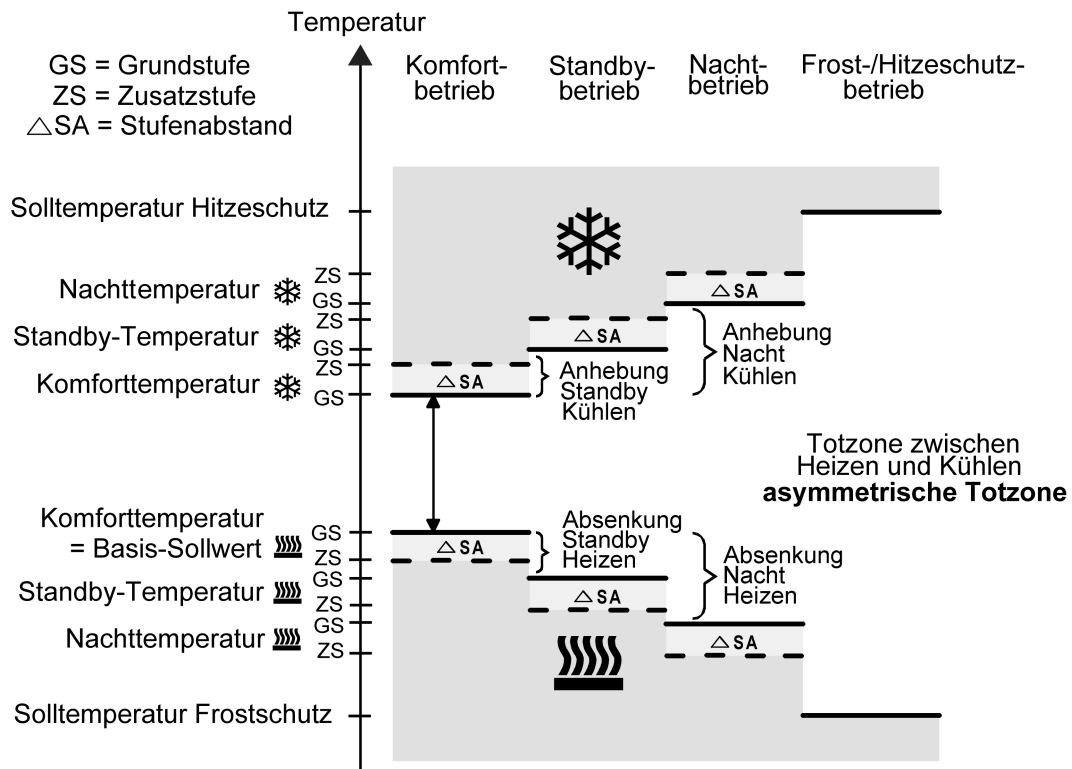 Temperatur
GS = Grundstufe
ZS = Zusatzstufe
△SA = Stufenabstand
Komfort-
betrieb
Standby-
betrieb
Nacht-
betrieb
Frost-/Hitzeschutz-
betrieb
Solltemperatur Hitzeschutz
Nachttemperatur
ZS
GS
△SA
Standby-Temperatur
ZS
GS
△SA
Komforttemperatur
ZS
GS
△SA
Anhebung
Standby
Kühlen
Anhebung
Nacht
Kühlen
Totzone zwischen
Heizen und Kühlen
asymmetrische Totzone
Komforttemperatur
= Basis-Sollwert
GS
ZS
△SA
Absenkung
Standby
Heizen
Absenkung
Nacht
Heizen
Standby-Temperatur
GS
ZS
△SA
Nachttemperatur
GS
ZS
△SA
Solltemperatur Frostschutz